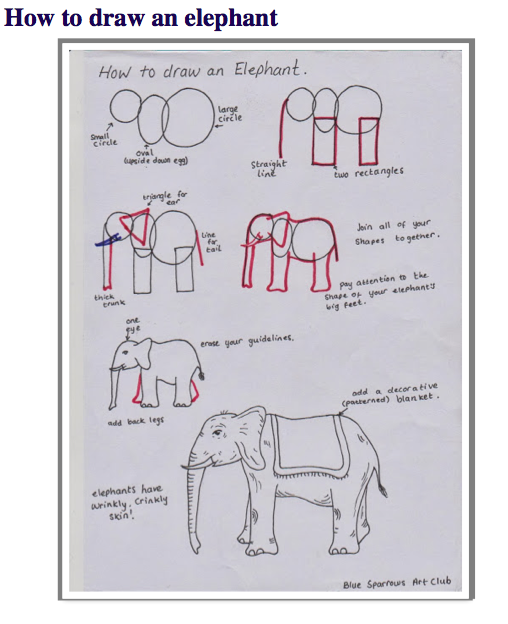 How to draw an elephant
How to draw an Elephant.
Small
circle
oval
(upside down egg)
large
circle
Straight
line
two rectangles
triangle for
ear
line
for
tail
thick
trunk
Join all of your
Shapes together.
Pay attention to the
shape of your elephant's
big feet.
one
eye
erase your guidelines.
add back legs
add a decorative
(patterned) blanket.
elephants have
wrinkly, crinkly
skin!
Blue Sparrows Art Club